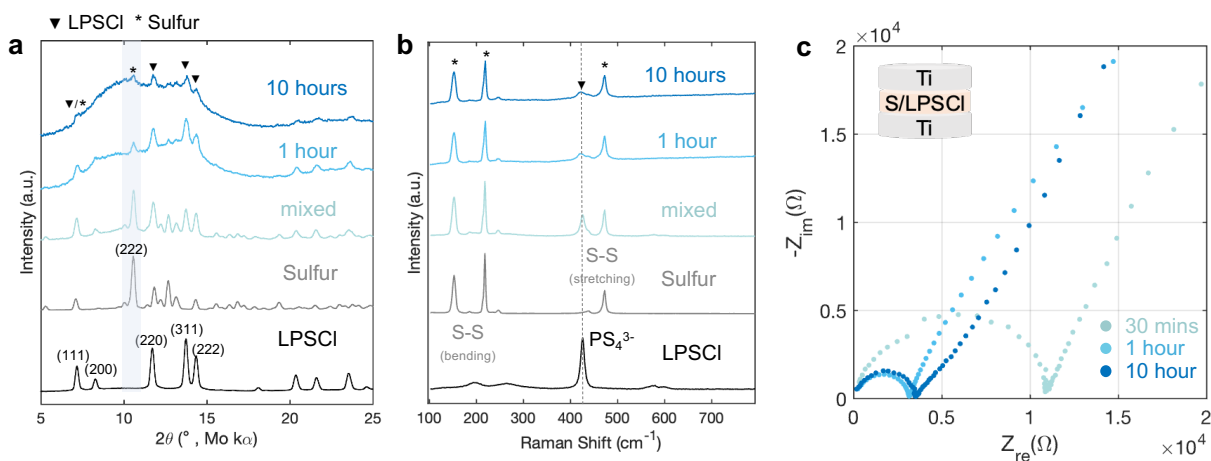 ▼ LPSCl * Sulfur
a
10 hours
1 hour
mixed
Sulfur
LPSCl
▼/*
*
▼
▼
▼
(222)
(111)
(200)
(220)
(311)
(222)
Intensity (a.u.)
5
10
15
20
25
2θ (° , Mo kα)
b
*
*
▼
*
10 hours
1 hour
mixed
S-S
(stretching)
Sulfur
S-S
(bending)
PS₄³⁻
LPSCl
Intensity (a.u.)
100
200
300
400
500
600
700
Raman Shift (cm⁻¹)
c
×10⁴
-2
-1.5
-1
-0.5
0
-Z_im(Ω)
Ti
S/LPSCl
Ti
30 mins
1 hour
10 hour
0
0.5
1
1.5
2
×10⁴
Z_re(Ω)